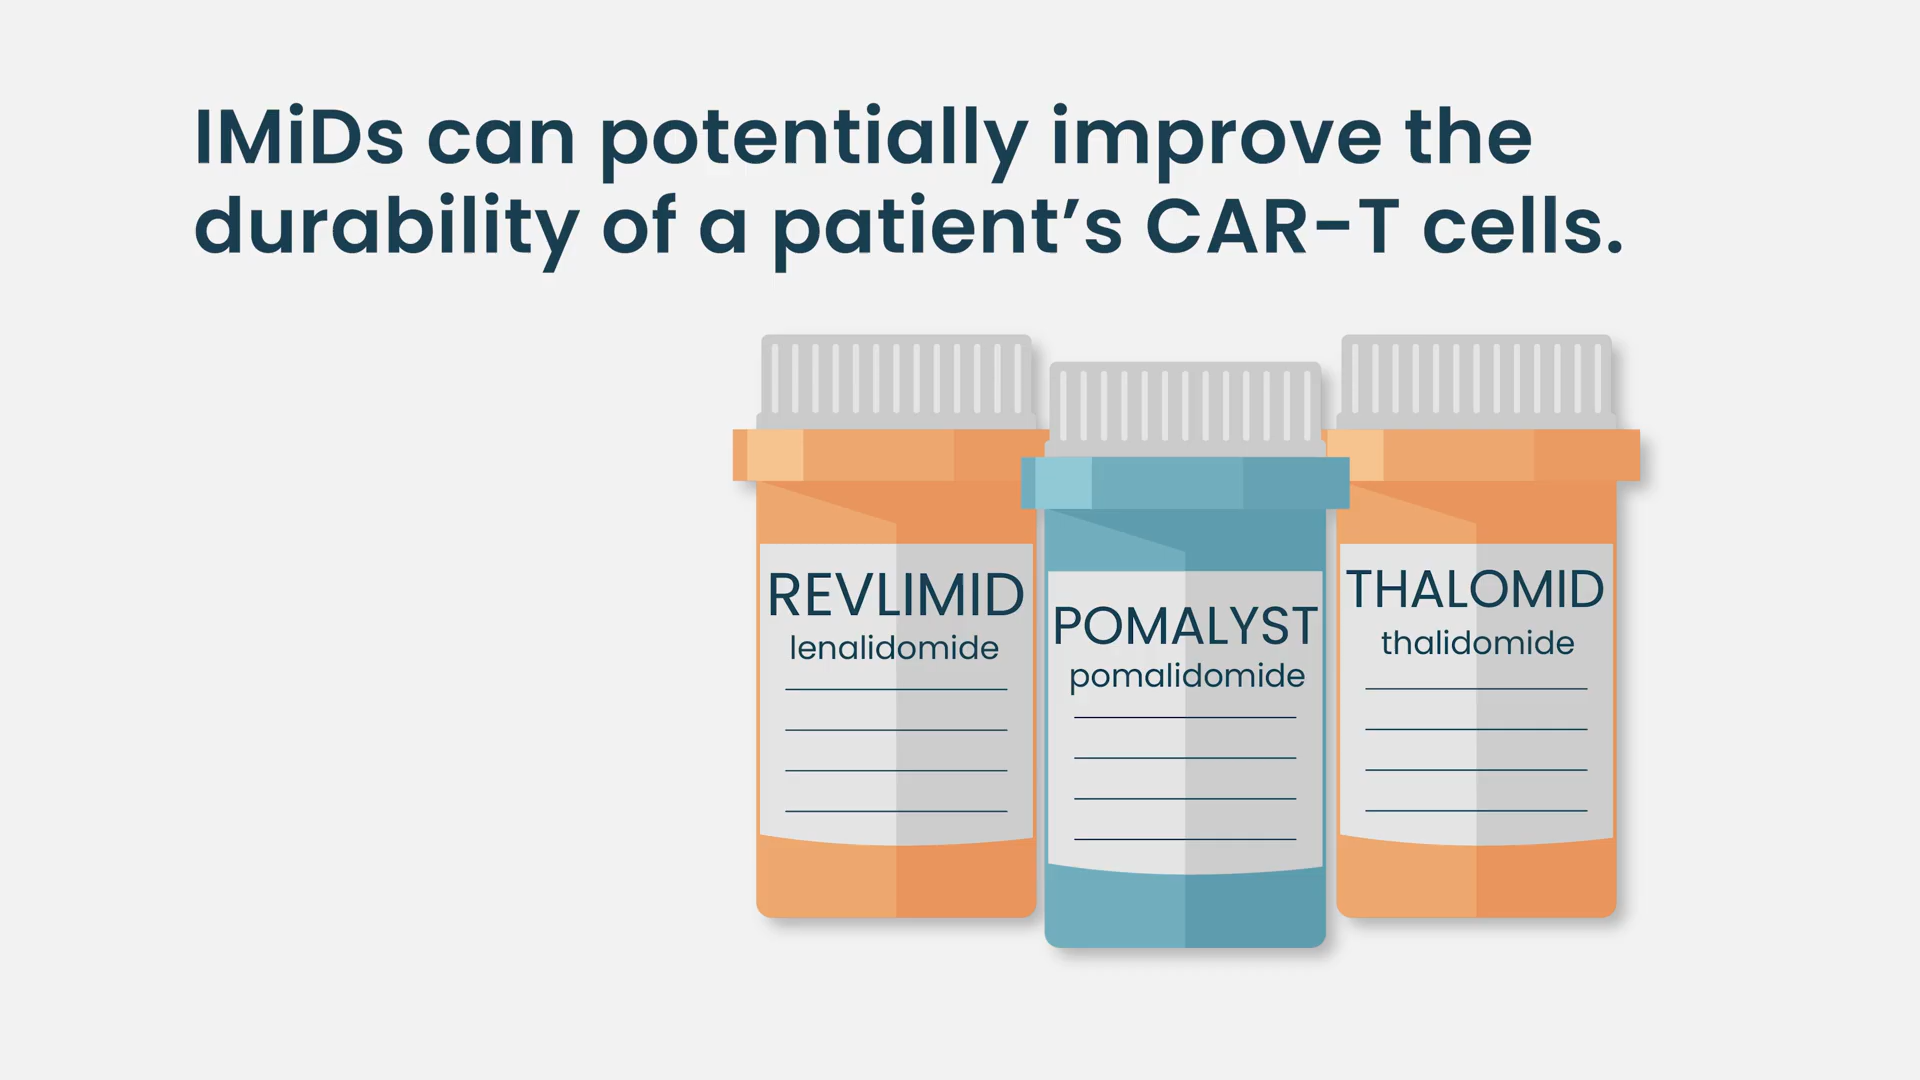 IMiDs can potentially improve the
durability of a patient’s CAR-T cells.
REVLIMID
lenalidomide
POMALYST
pomalidomide
THALOMID
thalidomide